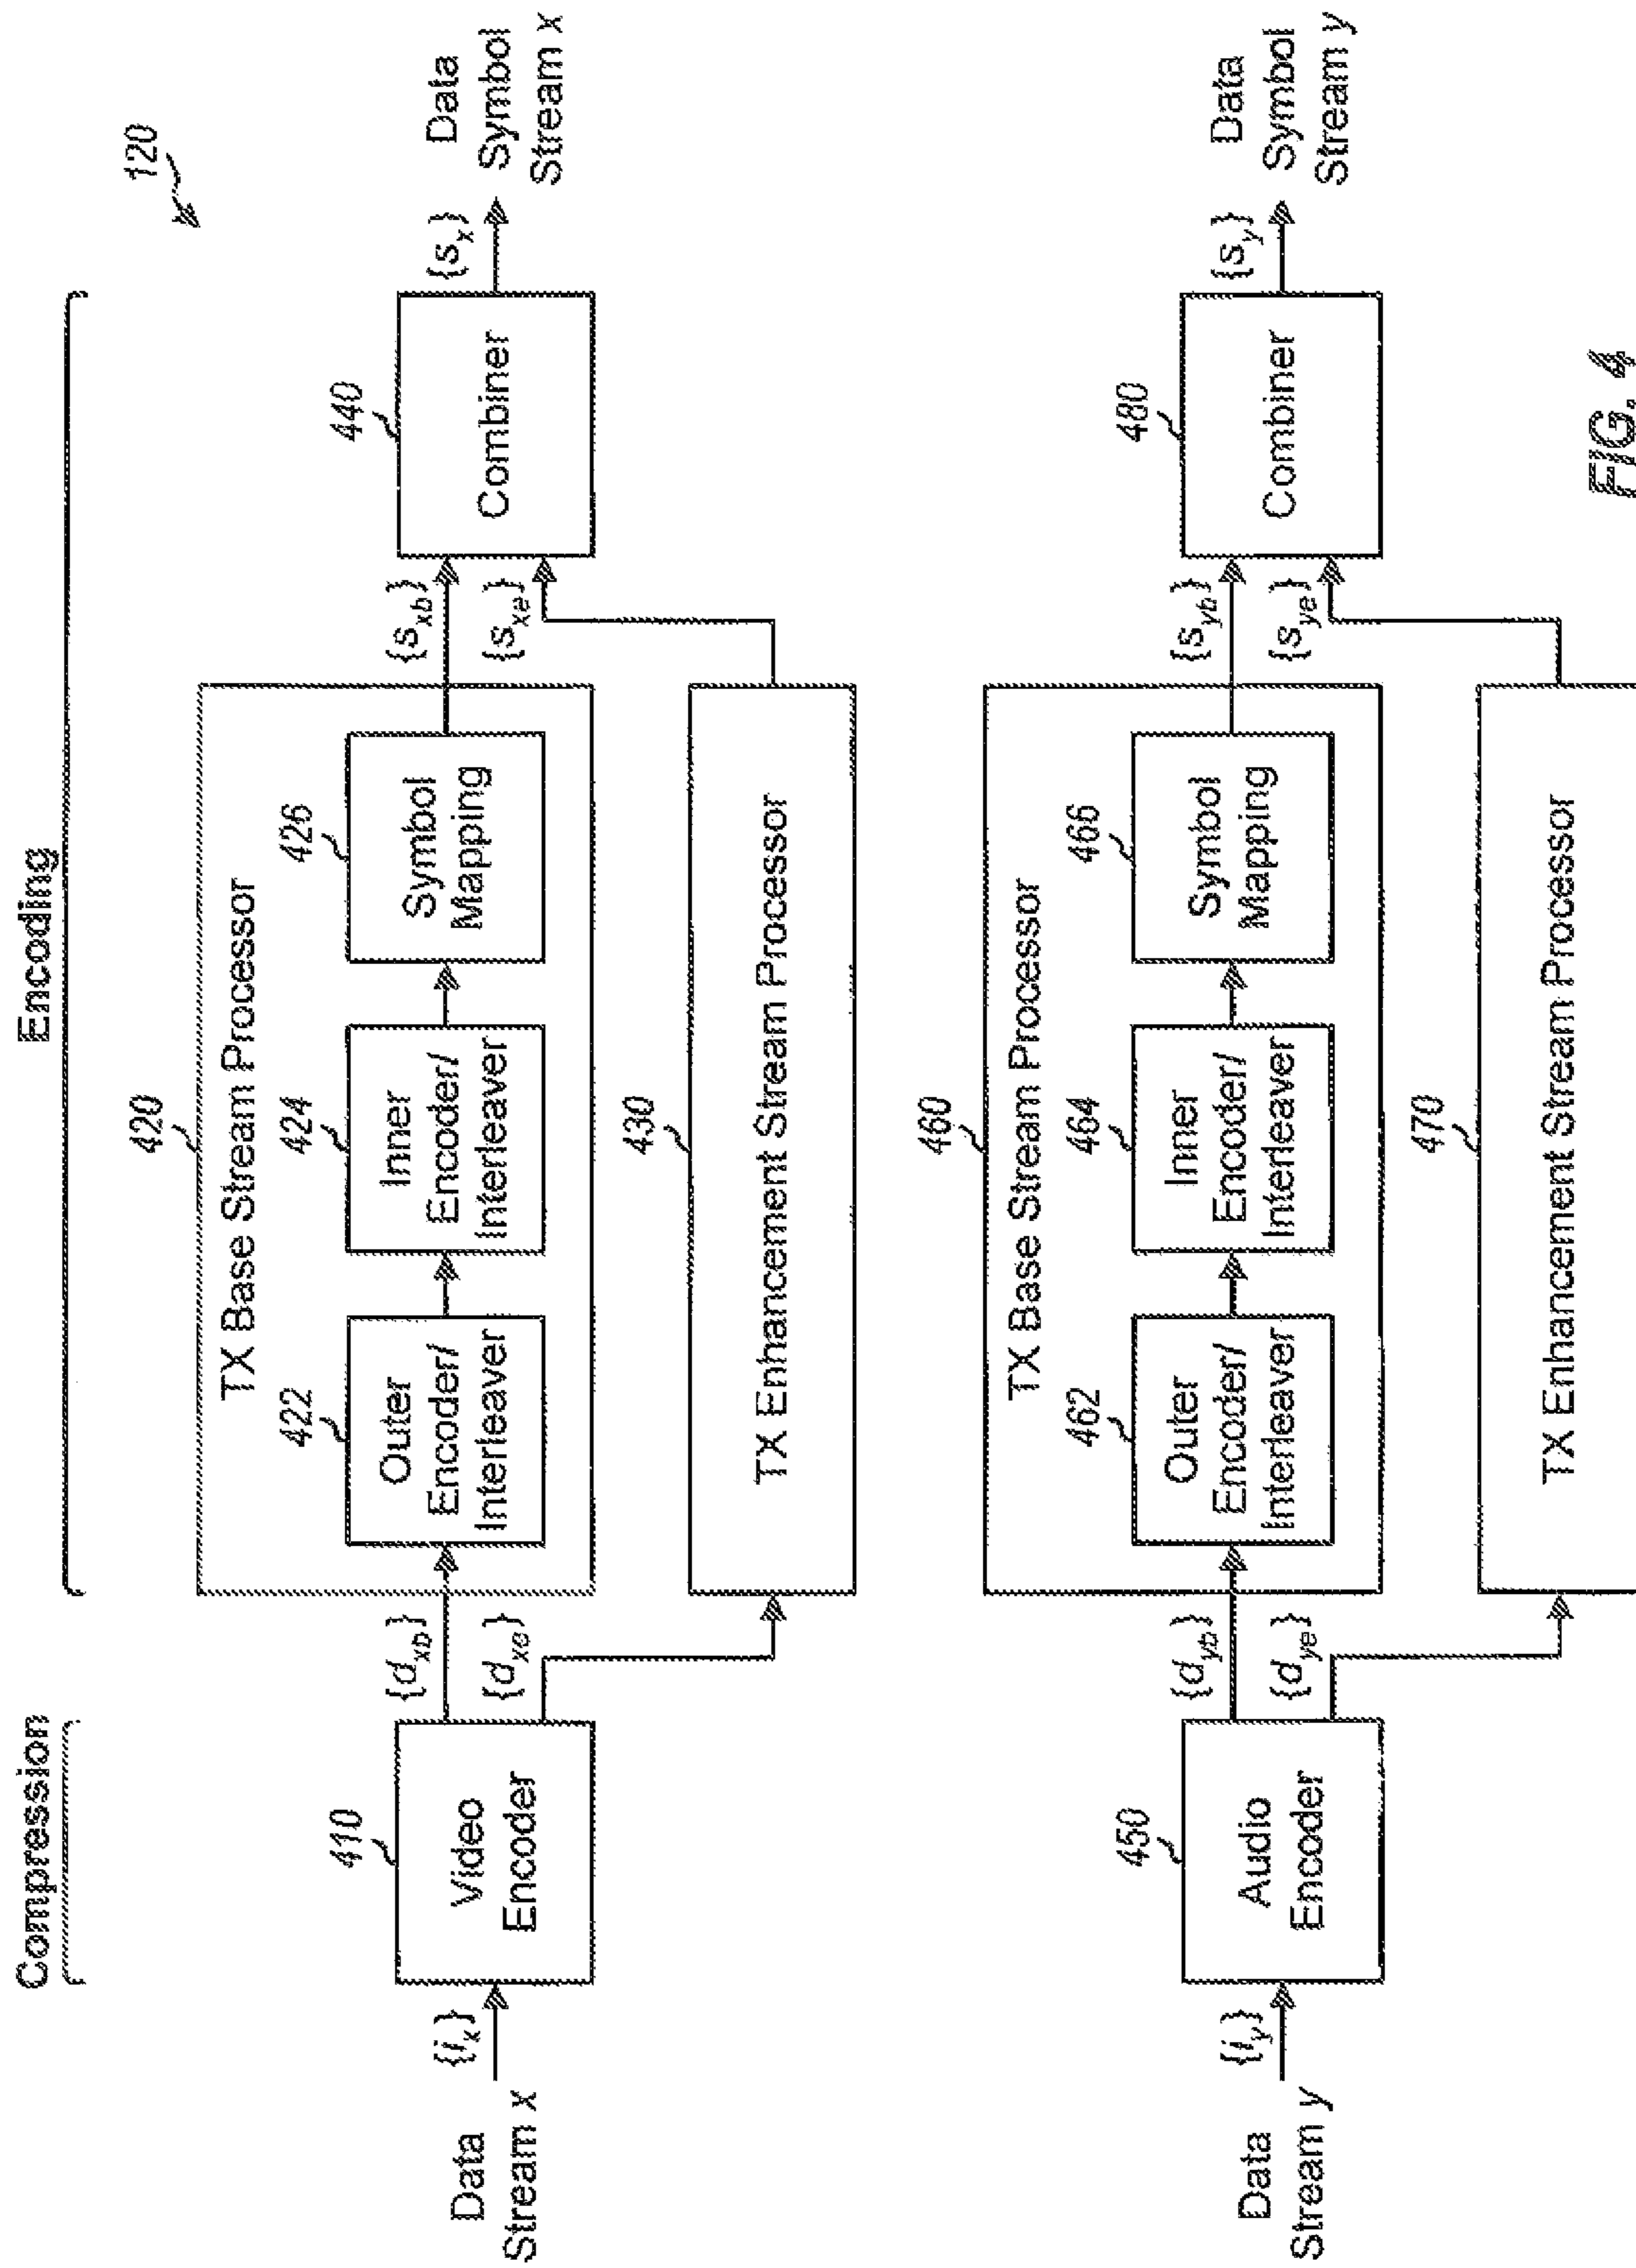 Compression
Encoding
120
Data
Stream x
{i_x}
410
Video
Encoder
{d_xb}
{d_xe}
420
TX Base Stream Processor
422
Outer
Encoder/
Interleaver
424
Inner
Encoder/
Interleaver
426
Symbol
Mapping
430
TX Enhancement Stream Processor
{s_xb}
{s_xe}
440
Combiner
{s_x}
Data
Symbol
Stream x
Data
Stream y
{i_y}
450
Audio
Encoder
{d_yb}
{d_ye}
460
TX Base Stream Processor
462
Outer
Encoder/
Interleaver
464
Inner
Encoder/
Interleaver
466
Symbol
Mapping
470
TX Enhancement Stream Processor
{s_yb}
{s_ye}
480
Combiner
{s_y}
Data
Symbol
Stream y
FIG. 4